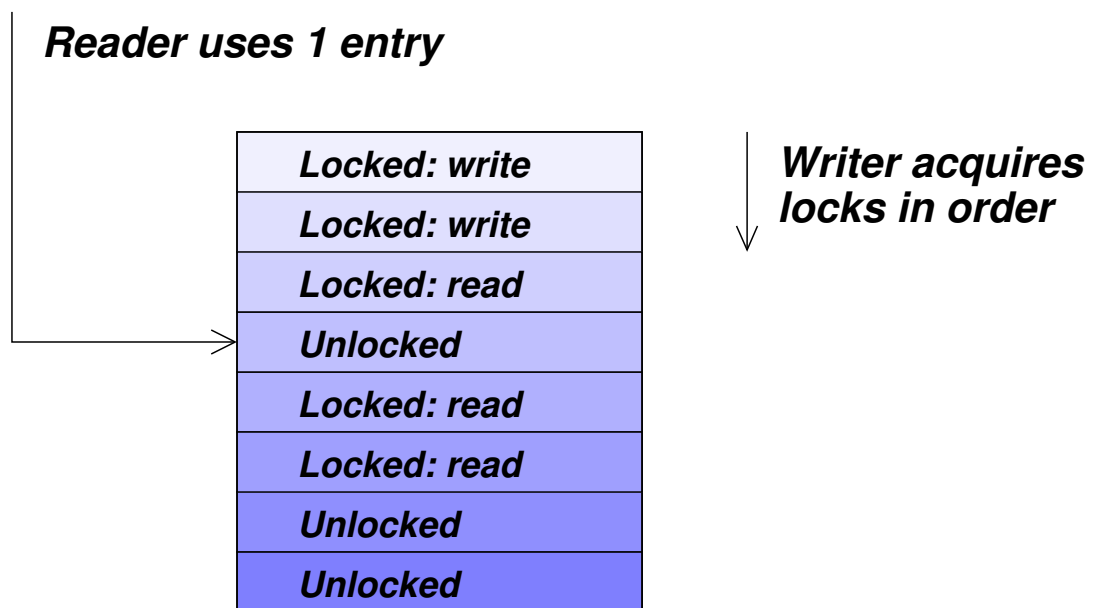 Reader uses 1 entry
Locked: write
Writer acquires
locks in order
Locked: write
Locked: read
Unlocked
Locked: read
Locked: read
Unlocked
Unlocked